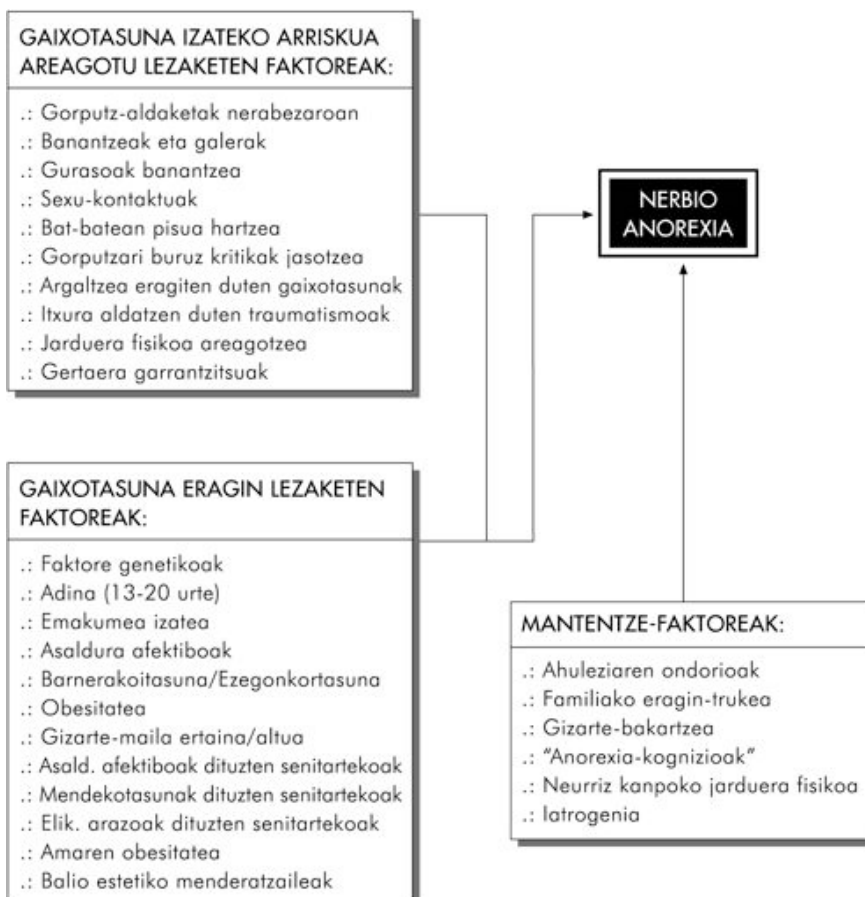 GAIXOTASUNA IZATEKO ARRISKUA
AREAGOTU LEZAKETEN FAKTOREAK:
.: Gorputz-aldaketak nerabezaroan
.: Banantzeak eta galerak
.: Gurasoak banantzea
.: Sexu-kontaktuak
.: Bat-batean pisua hartzea
.: Gorputzari buruz kritikak jasotzea
.: Argaltzea eragiten duten gaixotasunak
.: Itxura aldatzen duten traumatismoak
.: Jarduera fisikoa areagotzea
.: Gertaera garrantzitsuak
NERBIO
ANOREXIA
GAIXOTASUNA ERAGIN LEZAKETEN
FAKTOREAK:
.: Faktore genetikoak
.: Adina (13-20 urte)
.: Emakumea izatea
.: Asaldura afektiboak
.: Barnerakoitasuna/Ezegonkortasuna
.: Obesitatea
.: Gizarte-maila ertaina/altua
.: Asald. afektiboak dituzten senitartekoak
.: Mendekotasunak dituzten senitartekoak
.: Elik. arazoak dituzten senitartekoak
.: Amaren obesitatea
.: Balio estetiko menderatzaileak
MANTENTZE-FAKTOREAK:
.: Ahuleziaren ondorioak
.: Familiako eragin-trukea
.: Gizarte-bakartzea
.: “Anorexia-kognizioak”
.: Neurriz kanpoko jarduera fisikoa
.: Iatrogenia